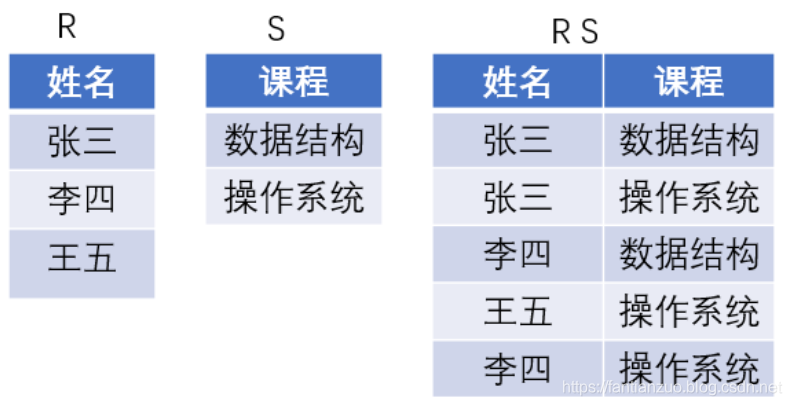 R
姓名
张三
李四
王五
S
课程
数据结构
操作系统
R S
姓名 课程
张三 数据结构
张三 操作系统
李四 数据结构
王五 操作系统
李四 操作系统
https://fantianzuo.blog.csdn.net